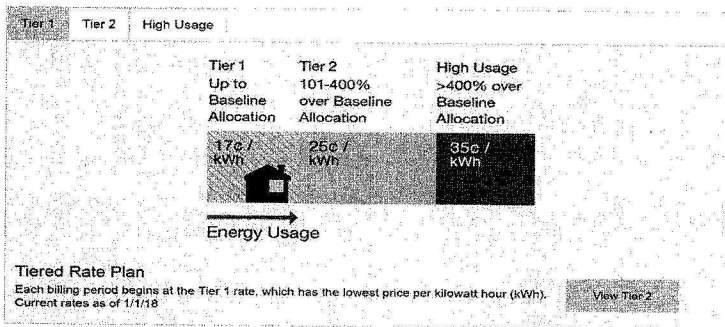 Tier 1 Tier 2 High Usage
Tier 1 Tier 2 High Usage
Up to 101-400% >400% over
Baseline over Baseline Baseline
Allocation Allocation Allocation
17¢ / 25¢ / 35¢ /
kWh kWh kWh
Energy Usage
Tiered Rate Plan
Each billing period begins at the Tier 1 rate, which has the lowest price per kilowatt hour (kWh).
Current rates as of 1/1/18
View Tier 2